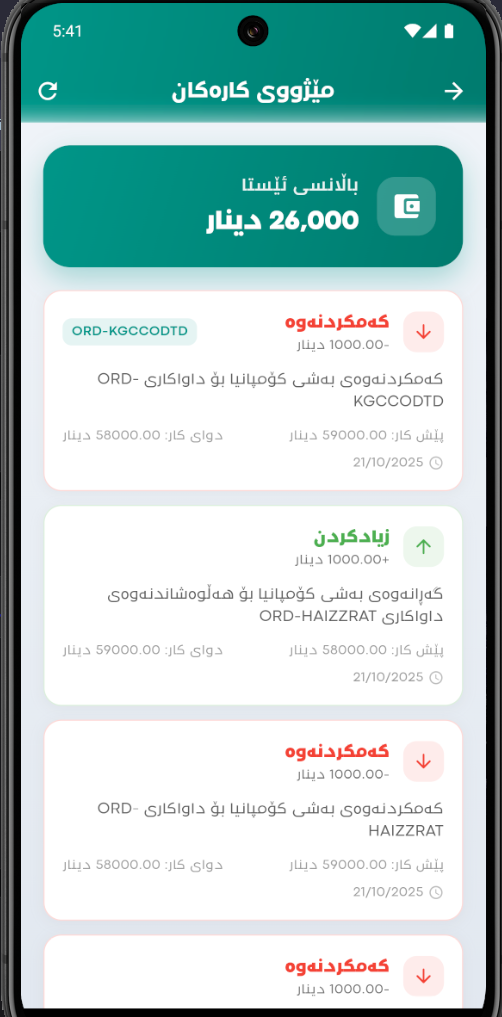 5:41
مێژووی کارەکان
باڵانسی ئێستا
26,000 دینار
کەمکردنەوە
-1000.00 دینار
ORD-KGCCODTD
کەمکردنەوەی بەشی کۆمپانیا بۆ داواکاری ORD-
KGCCODTD
پێش کار: 59000.00 دینار
دوای کار: 58000.00 دینار
21/10/2025
زیادکردن
+1000.00 دینار
گەڕانەوەی بەشی کۆمپانیا بۆ هەڵوەشاندنەوەی
داواکاری ORD-HAIZZRAT
پێش کار: 58000.00 دینار
دوای کار: 59000.00 دینار
21/10/2025
کەمکردنەوە
-1000.00 دینار
کەمکردنەوەی بەشی کۆمپانیا بۆ داواکاری ORD-
HAIZZRAT
پێش کار: 59000.00 دینار
دوای کار: 58000.00 دینار
21/10/2025
کەمکردنەوە
-1000.00 دینار